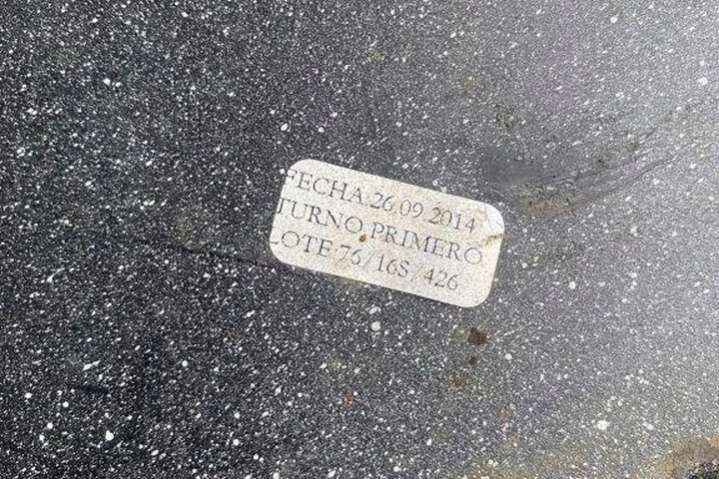 FECHA 26.09.2014
TURNO PRIMERO
LOTE 76/16S/426